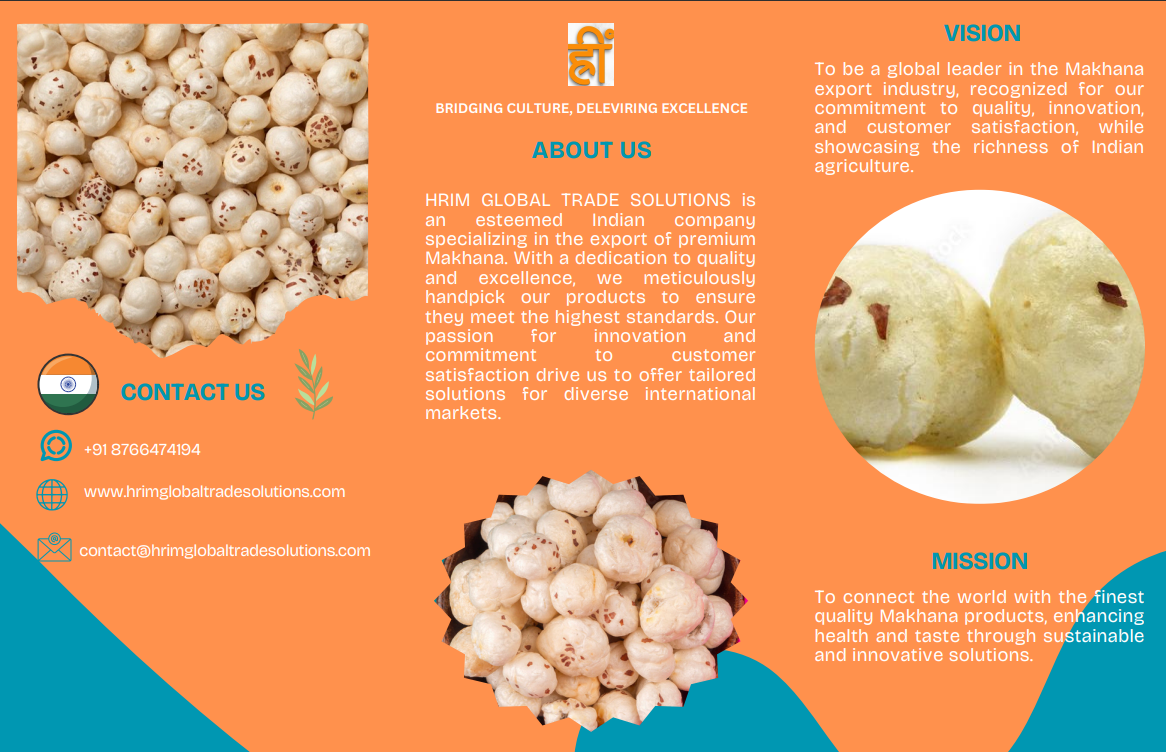 CONTACT US
+91 8766474194
www.hrimglobaltradesolutions.com
contact@hrimglobaltradesolutions.com
ह्रीं
BRIDGING CULTURE, DELEVIRING EXCELLENCE
ABOUT US
HRIM GLOBAL TRADE SOLUTIONS is
an esteemed Indian company
specializing in the export of premium
Makhana. With a dedication to quality
and excellence, we meticulously
handpick our products to ensure
they meet the highest standards. Our
passion for innovation and
commitment to customer
satisfaction drive us to offer tailored
solutions for diverse international
markets.
VISION
To be a global leader in the Makhana
export industry, recognized for our
commitment to quality, innovation,
and customer satisfaction, while
showcasing the richness of Indian
agriculture.
MISSION
To connect the world with the finest
quality Makhana products, enhancing
health and taste through sustainable
and innovative solutions.